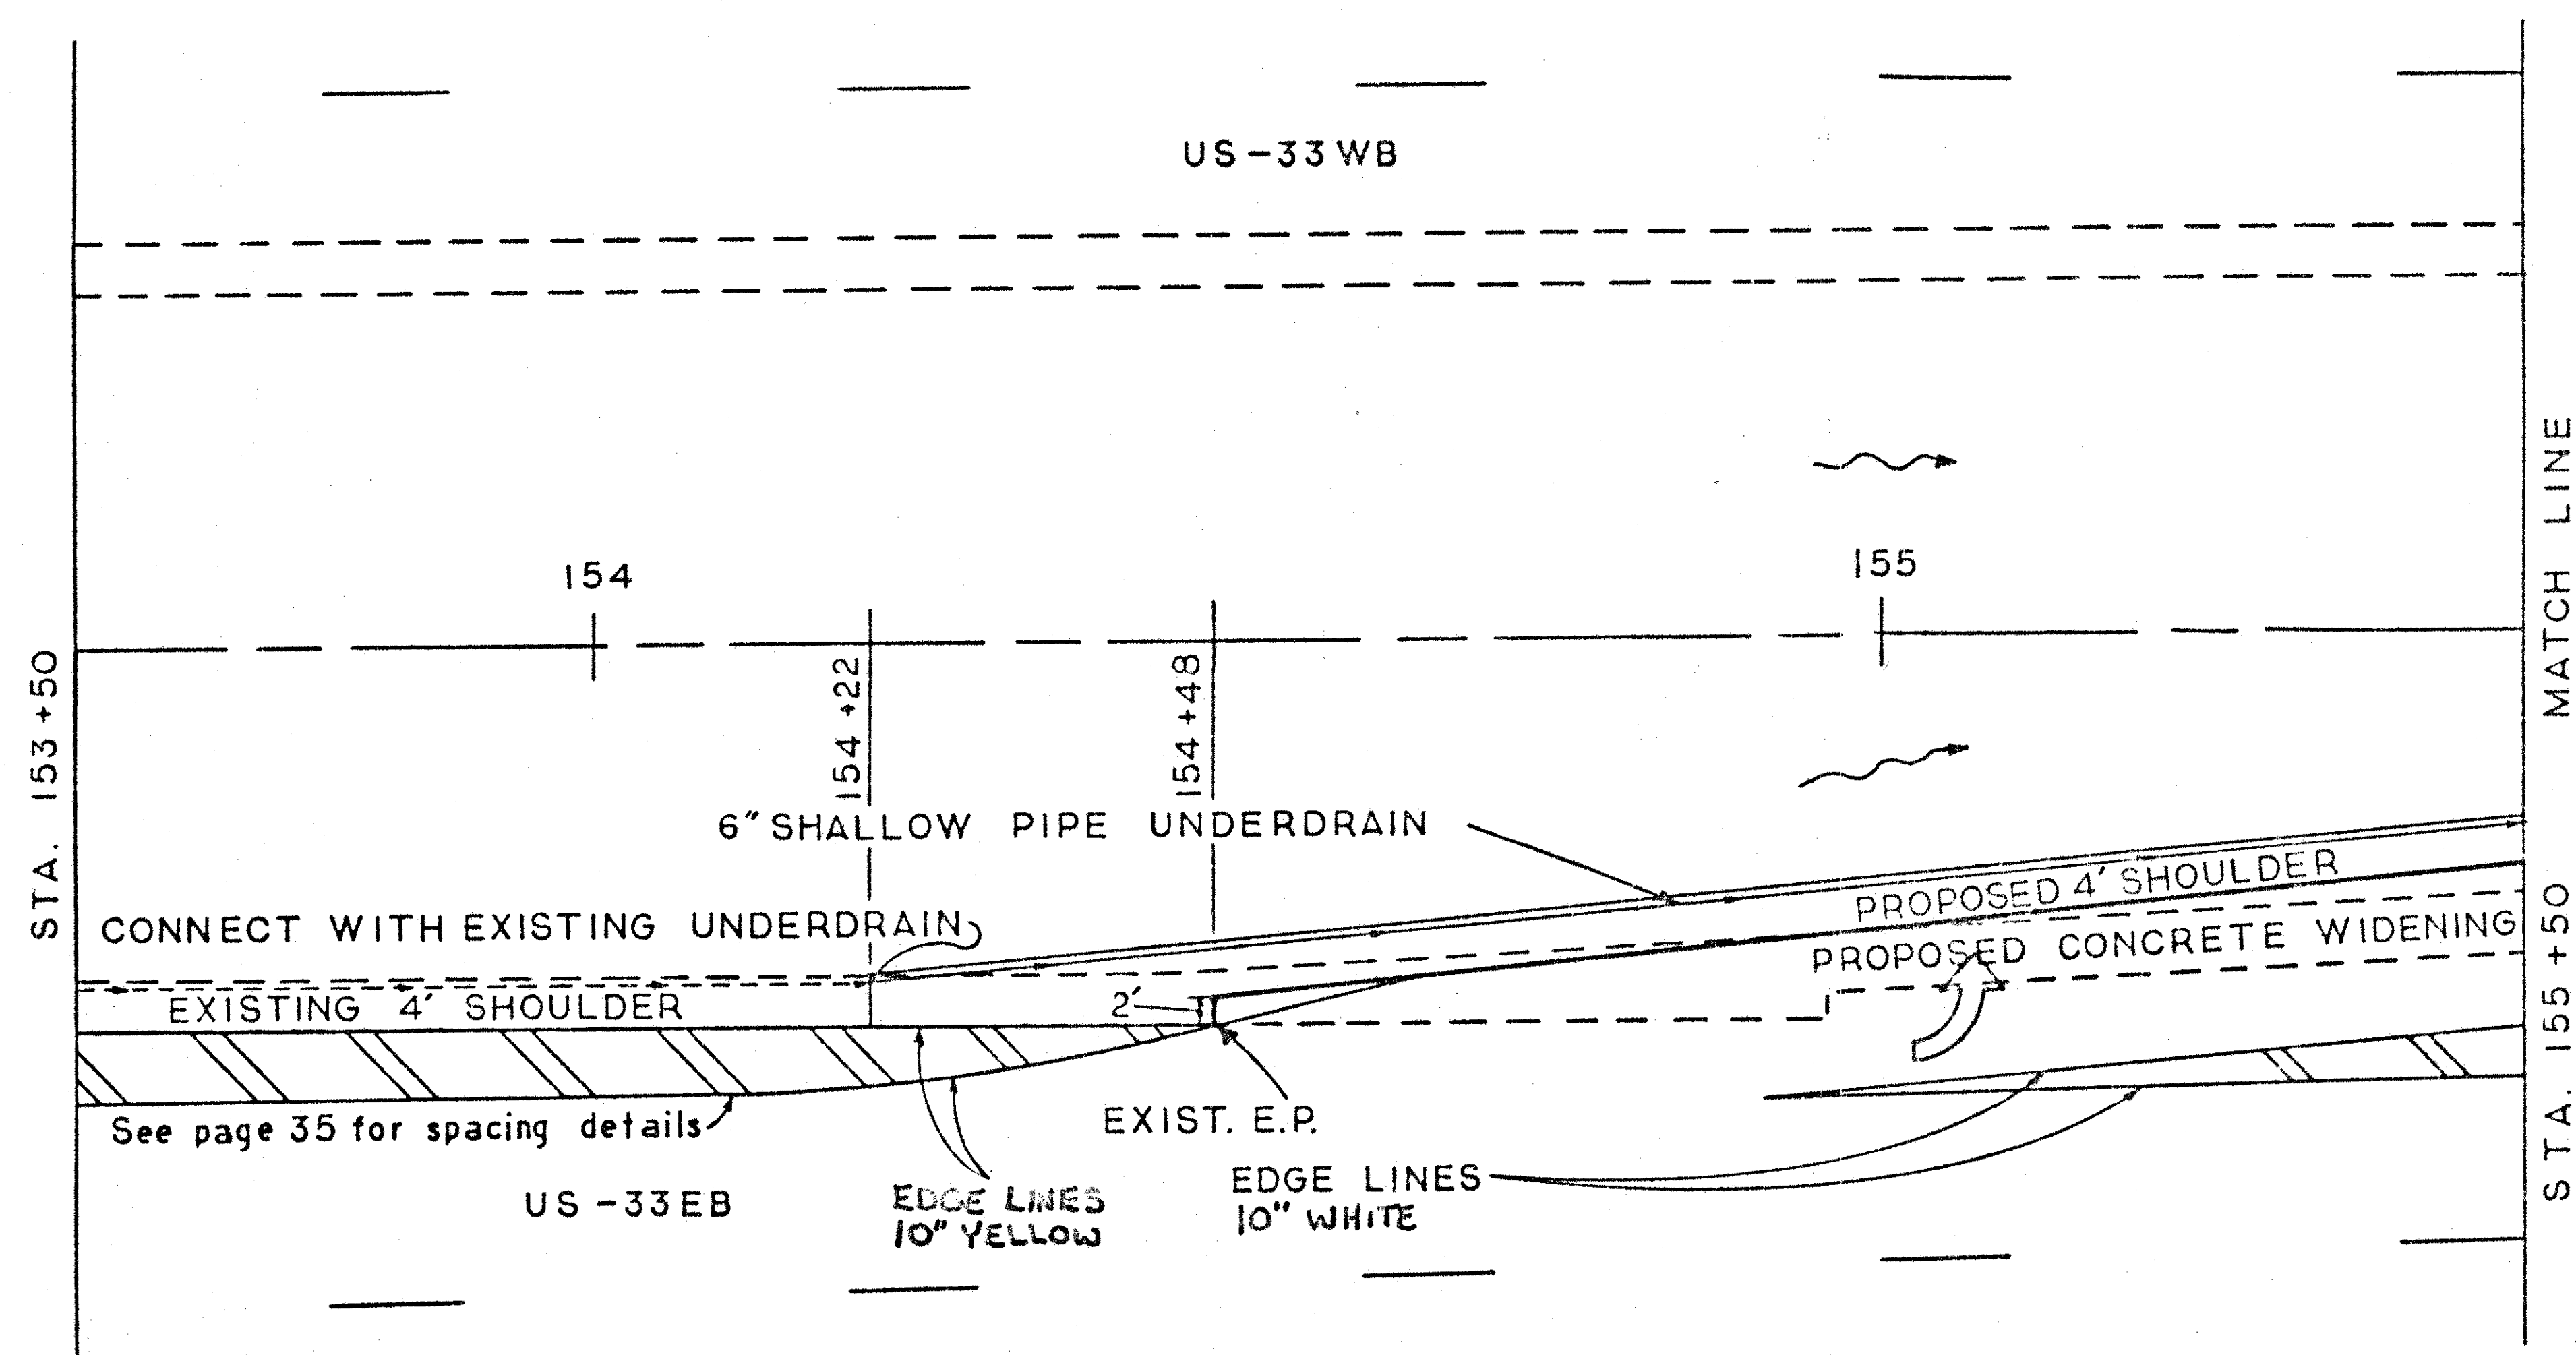 US-33 WB
154
155
STA. 153+50
154+22
154+48
MATCH LINE
STA. 155+50
6" SHALLOW PIPE UNDERDRAIN
PROPOSED 4' SHOULDER
CONNECT WITH EXISTING UNDERDRAIN
PROPOSED CONCRETE WIDENING
EXISTING 4' SHOULDER
2'
See page 35 for spacing details
EXIST. E.P.
US-33 EB
EDGE LINES
10" YELLOW
EDGE LINES
10" WHITE